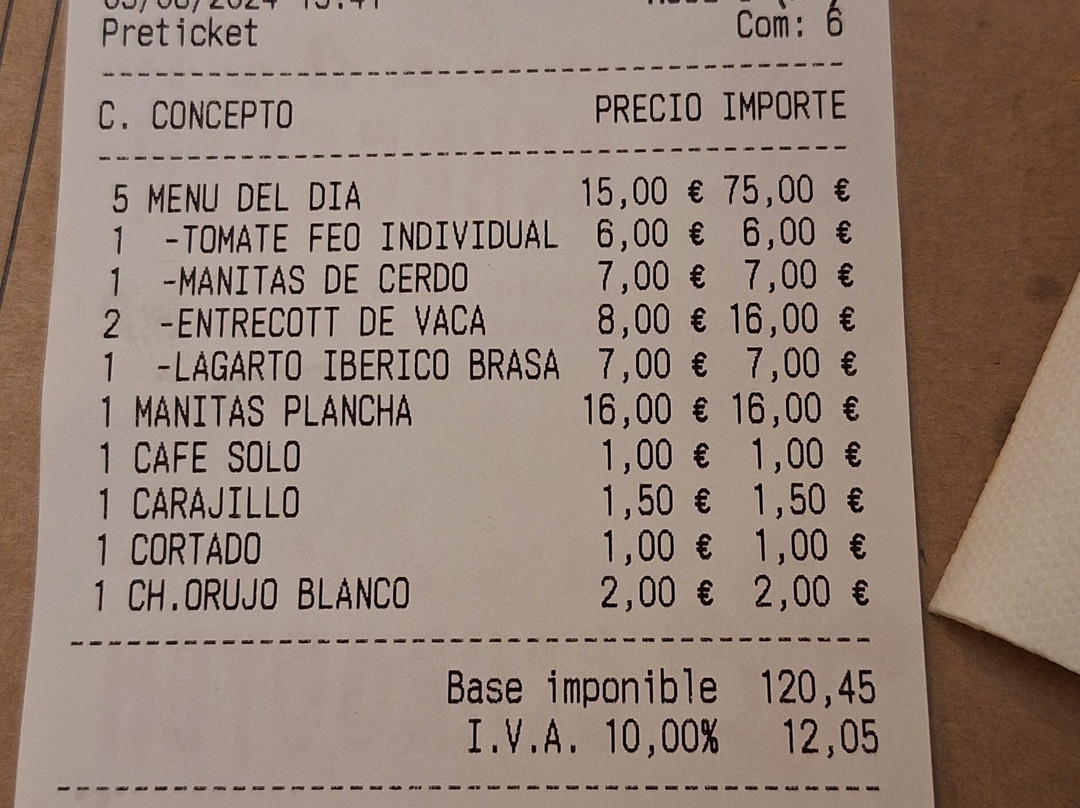 Preticket Com: 6
C. CONCEPTO PRECIO IMPORTE
5 MENU DEL DIA 15,00 € 75,00 €
1 -TOMATE FEO INDIVIDUAL 6,00 € 6,00 €
1 -MANITAS DE CERDO 7,00 € 7,00 €
2 -ENTRECOTT DE VACA 8,00 € 16,00 €
1 -LAGARTO IBERICO BRASA 7,00 € 7,00 €
1 MANITAS PLANCHA 16,00 € 16,00 €
1 CAFE SOLO 1,00 € 1,00 €
1 CARAJILLO 1,50 € 1,50 €
1 CORTADO 1,00 € 1,00 €
1 CH.ORUJO BLANCO 2,00 € 2,00 €
Base imponible 120,45
I.V.A. 10,00% 12,05